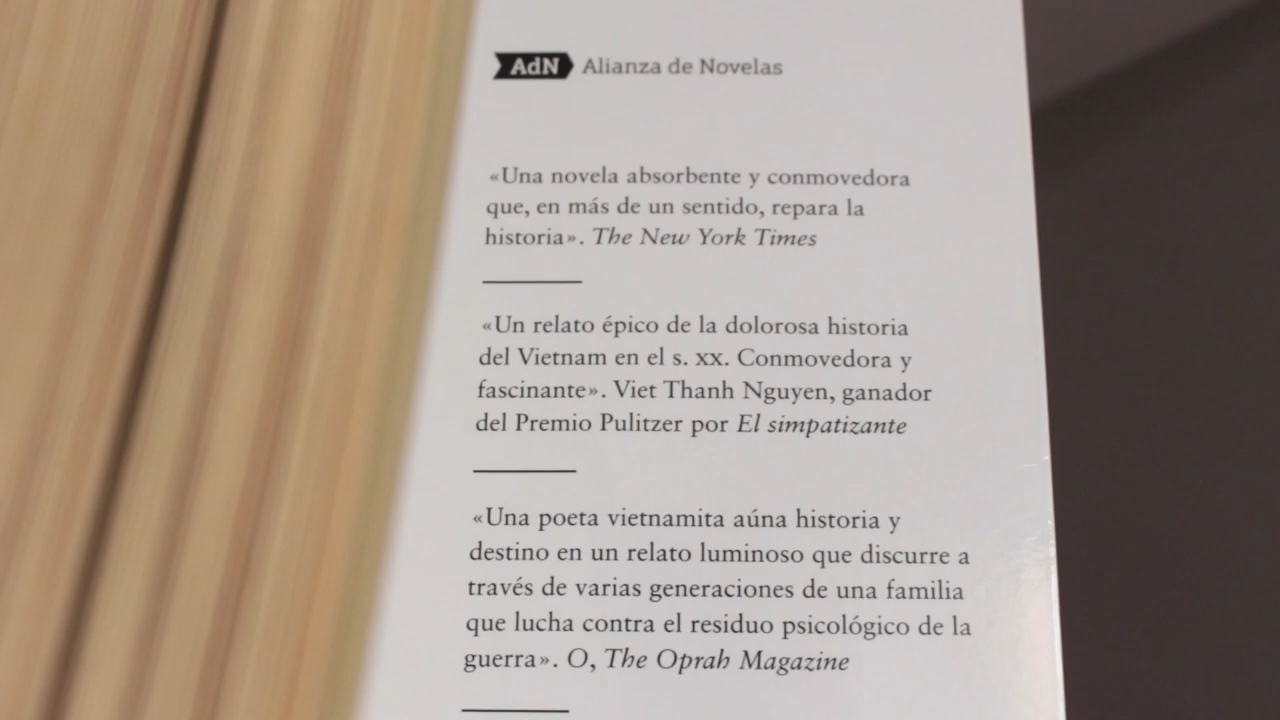 AdN Alianza de Novelas
«Una novela absorbente y conmovedora
que, en más de un sentido, repara la
historia». The New York Times
«Un relato épico de la dolorosa historia
del Vietnam en el s. XX. Conmovedora y
fascinante». Viet Thanh Nguyen, ganador
del Premio Pulitzer por El simpatizante
«Una poeta vietnamita aúna historia y
destino en un relato luminoso que discurre a
través de varias generaciones de una familia
que lucha contra el residuo psicológico de la
guerra». O, The Oprah Magazine